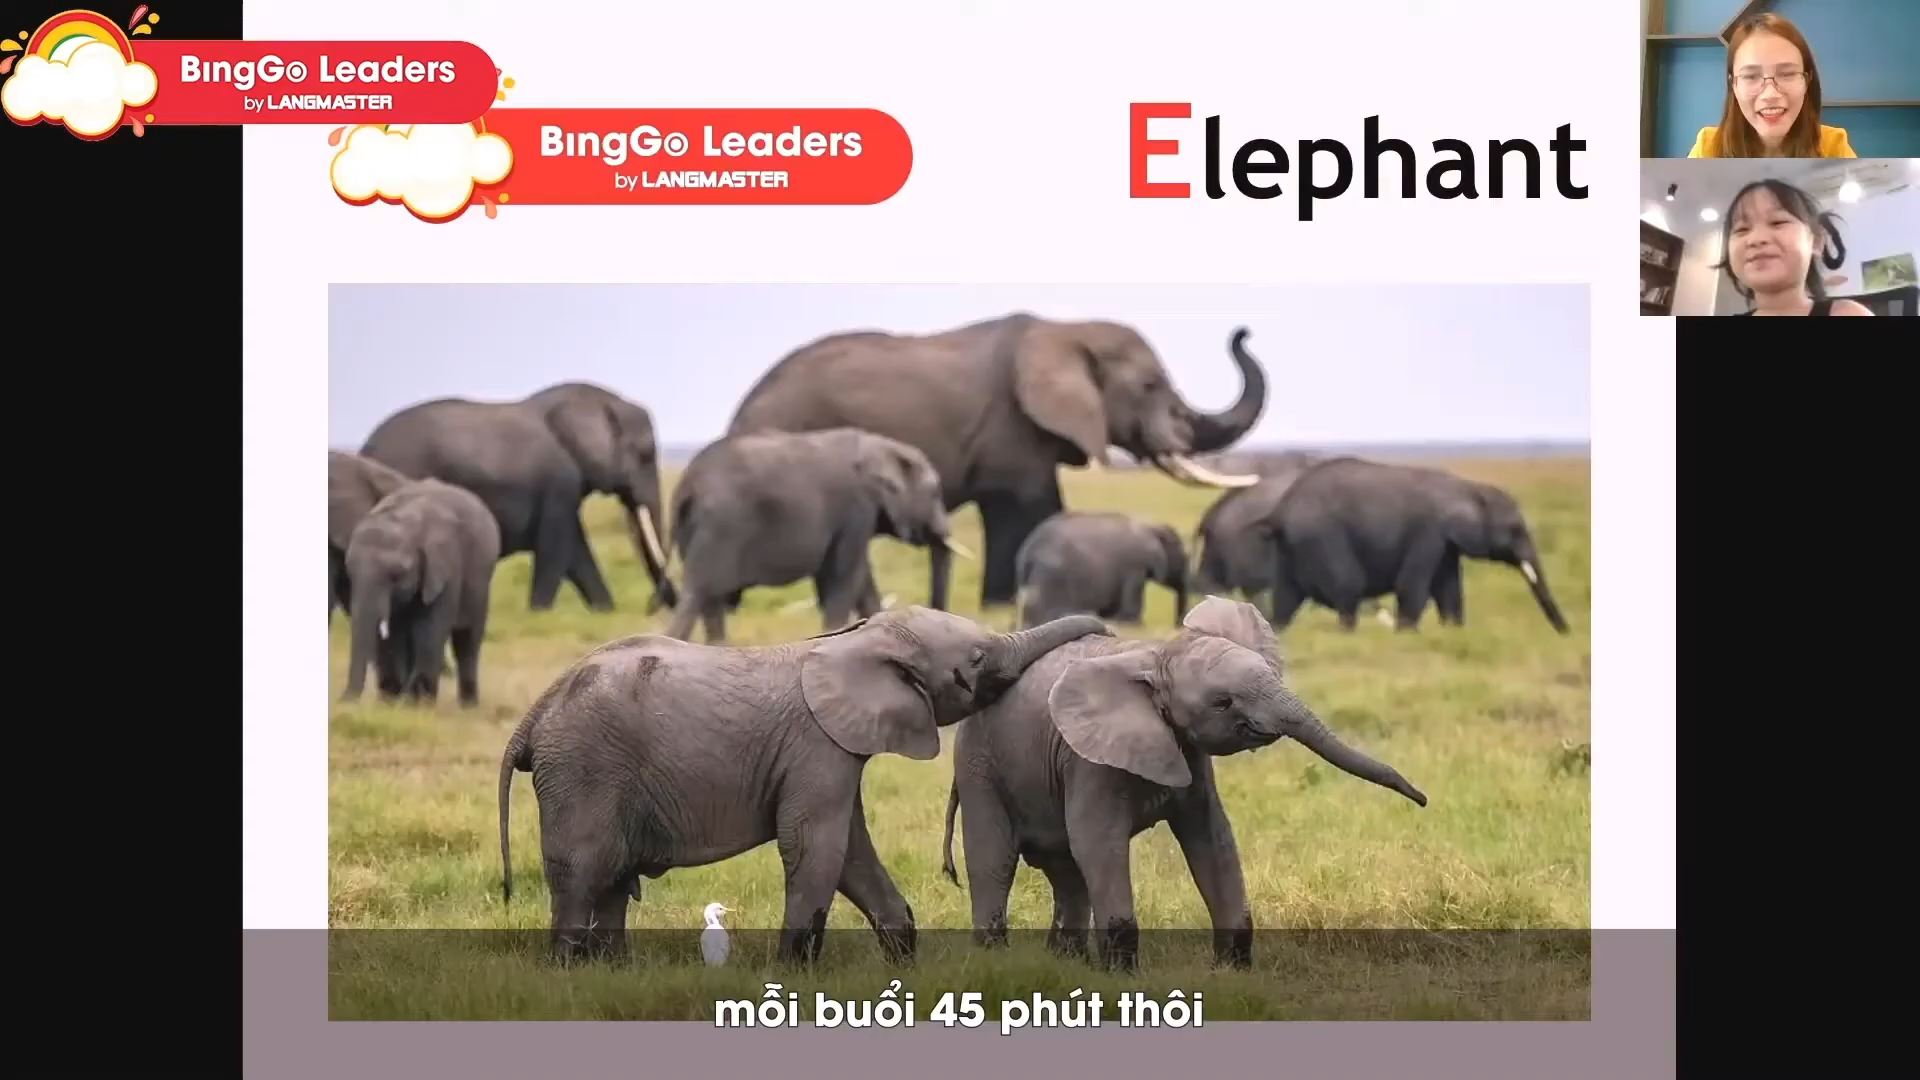 BingGo Leaders
by LANGMASTER
BingGo Leaders
by LANGMASTER
Elephant
mỗi buổi 45 phút thôi